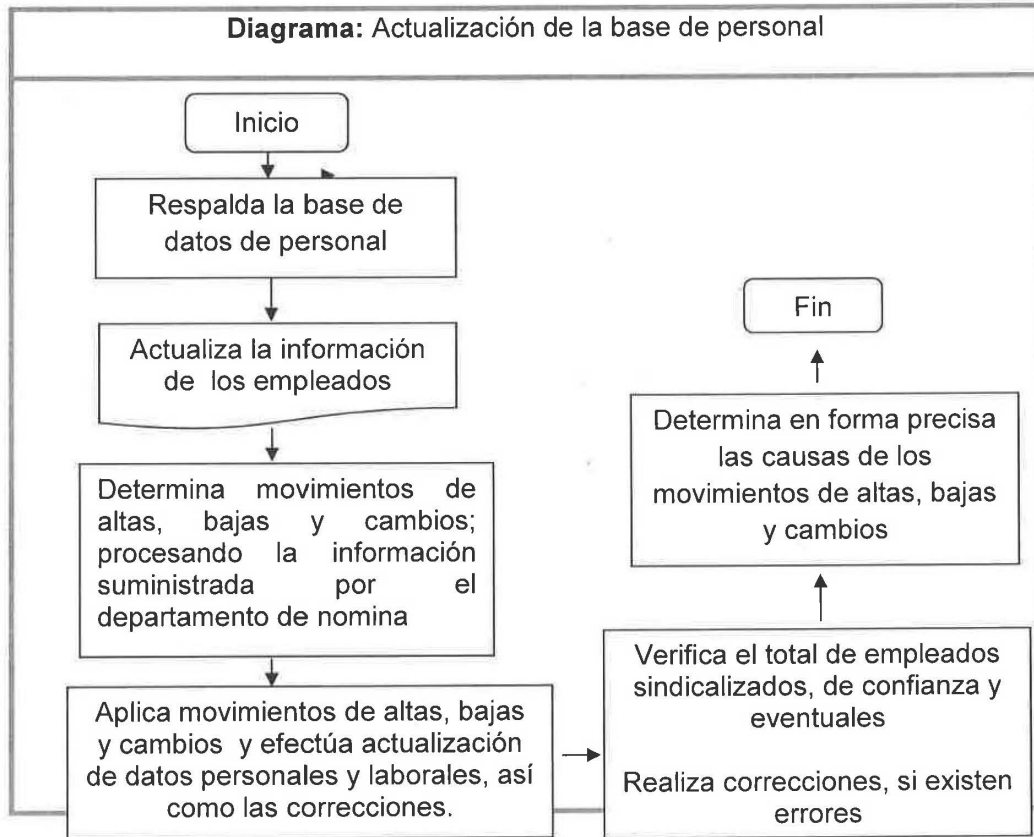 Diagrama: Actualización de la base de personal
Inicio
Respalda la base de
datos de personal
Actualiza la información
de los empleados
Determina movimientos de
altas, bajas y cambios;
procesando la información
suministrada por el
departamento de nomina
Aplica movimientos de altas, bajas
y cambios y efectúa actualización
de datos personales y laborales, así
como las correcciones.
Verifica el total de empleados
sindicalizados, de confianza y
eventuales
Realiza correcciones, si existen
errores
Determina en forma precisa
las causas de los
movimientos de altas, bajas
y cambios
Fin